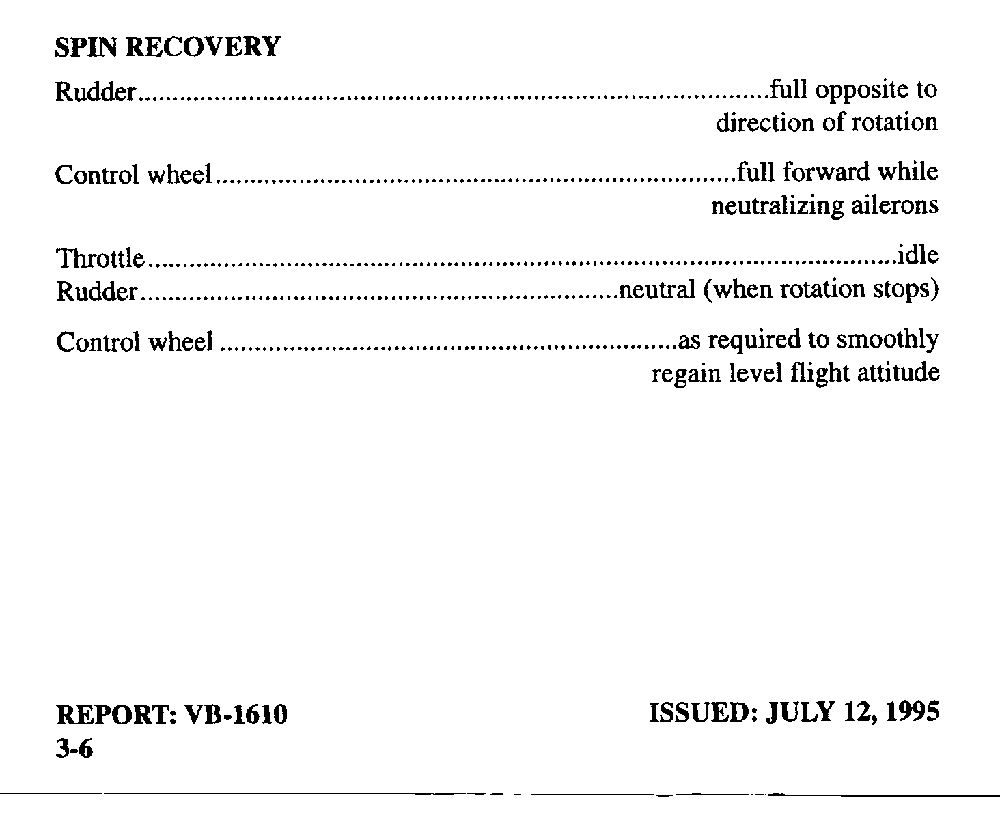 SPIN RECOVERY
Rudder....................full opposite to
direction of rotation
Control wheel....................full forward while
neutralizing ailerons
Throttle....................idle
Rudder....................neutral (when rotation stops)
Control wheel ....................as required to smoothly
regain level flight attitude
REPORT: VB-1610 ISSUED: JULY 12, 1995
3-6